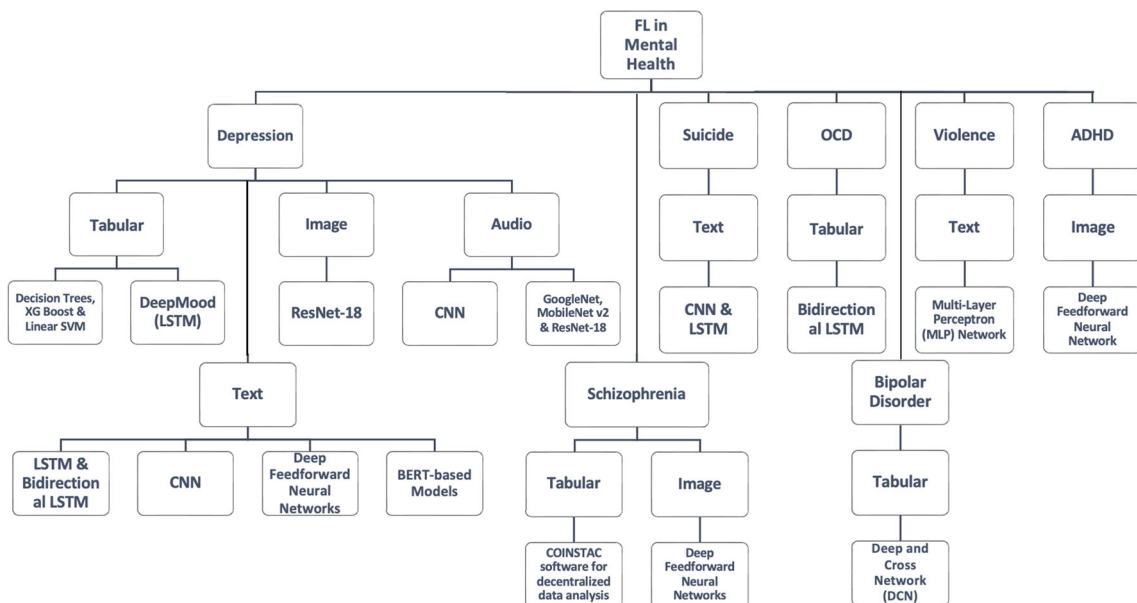 FL in
Mental
Health
Depression
Suicide
OCD
Violence
ADHD
Tabular
Image
Audio
Text
Tabular
Text
Image
Decision Trees,
XG Boost &
Linear SVM
DeepMood
(LSTM)
ResNet-18
CNN
GoogleNet,
MobileNet v2
& ResNet-18
CNN &
LSTM
Bidirection
al LSTM
Multi-Layer
Perceptron
(MLP) Network
Deep
Feedforward
Neural
Network
Text
Schizophrenia
Bipolar
Disorder
LSTM &
Bidirection
al LSTM
CNN
Deep
Feedforward
Neural
Networks
BERT-based
Models
Tabular
Image
Tabular
COINSTAC
software for
decentralized
data analysis
Deep
Feedforward
Neural
Networks
Deep and
Cross
Network
(DCN)